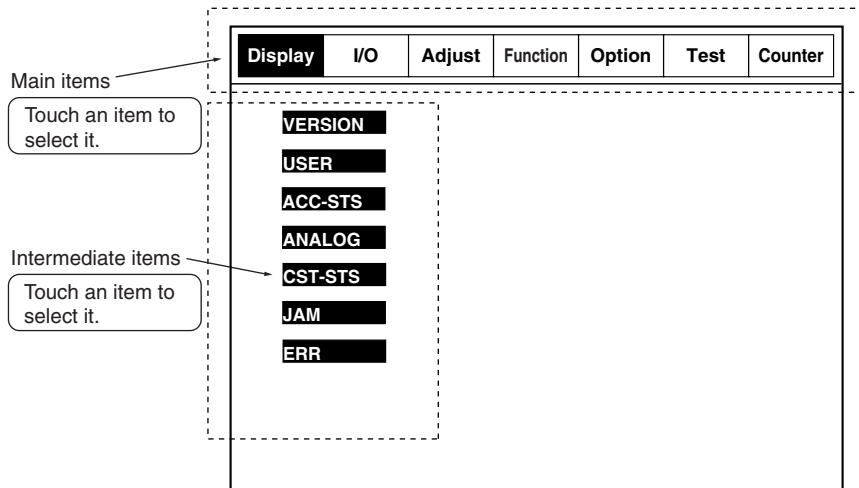 Display I/O Adjust Function Option Test Counter
Main items
Touch an item to
select it.
VERSION
USER
ACC-STS
ANALOG
Intermediate items
CST-STS
Touch an item to
select it.
JAM
ERR